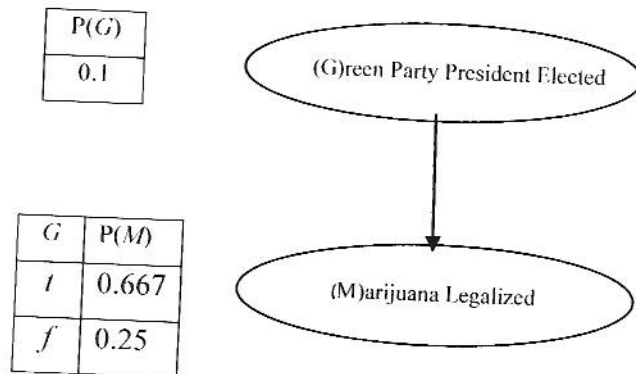 P(G)
0.1
(G)reen Party President Elected
G P(M)
t 0.667
f 0.25
(M)arijuana Legalized